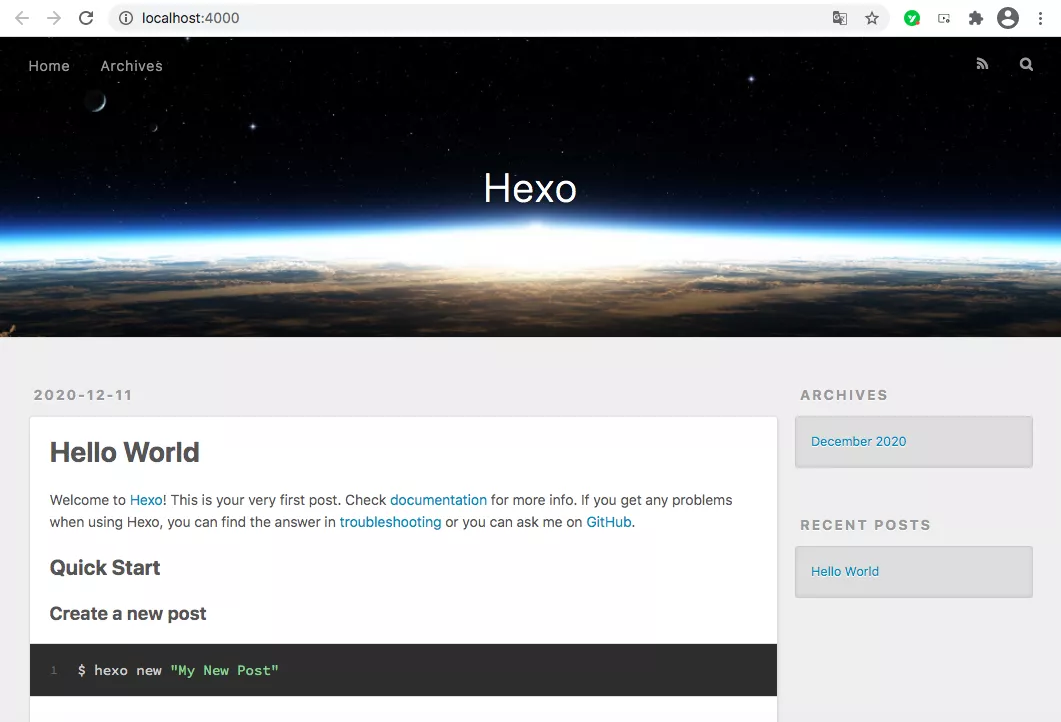 localhost:4000
Home Archives
Hexo
2020-12-11
Hello World
Welcome to Hexo! This is your very first post. Check documentation for more info. If you get any problems
when using Hexo, you can find the answer in troubleshooting or you can ask me on GitHub.
Quick Start
Create a new post
1 $ hexo new "My New Post"
ARCHIVES
December 2020
RECENT POSTS
Hello World